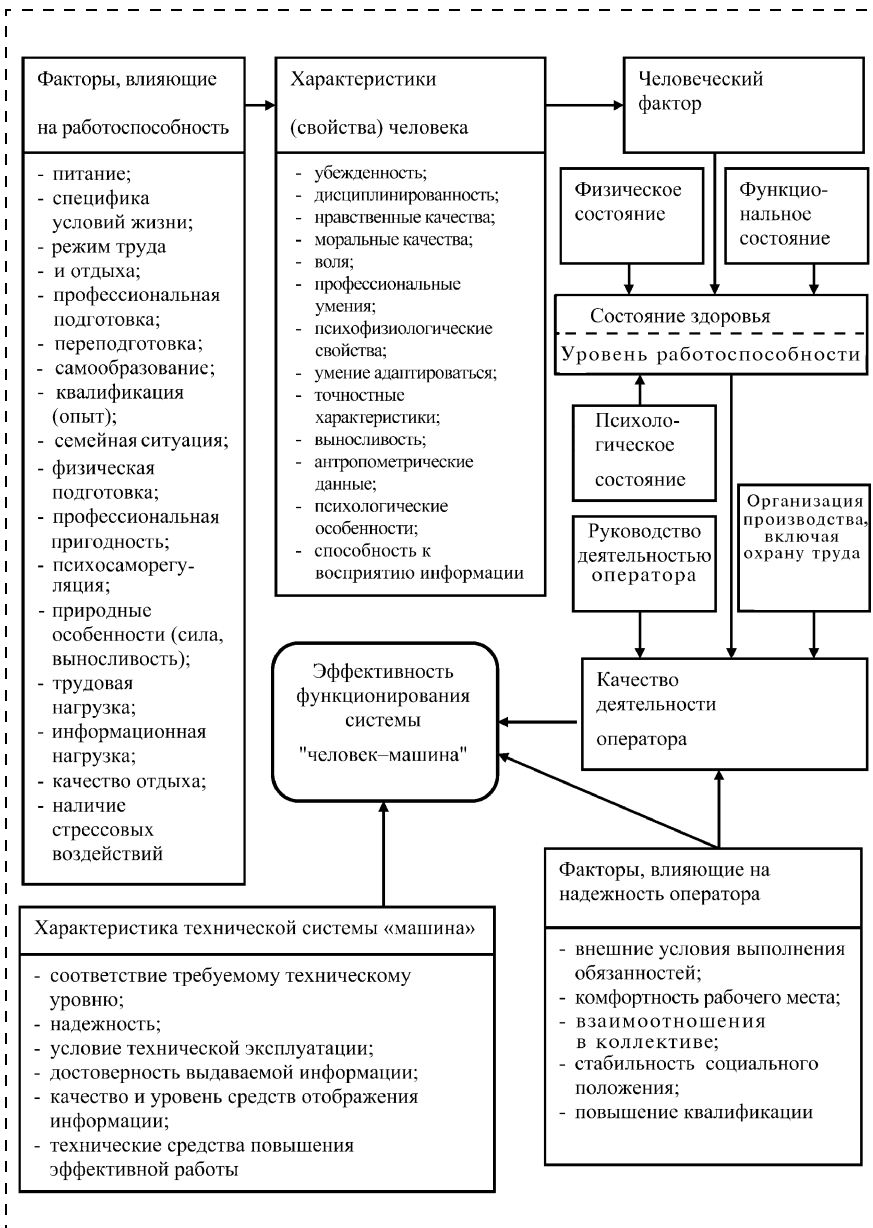 Факторы, влияющие
на работоспособность
- питание;
- специфика
условий жизни;
- режим труда
- и отдыха;
- профессиональная
подготовка;
- переподготовка;
- самообразование;
- квалификация
(опыт);
- семейная ситуация;
- физическая
подготовка;
- профессиональная
пригодность;
- психосаморегу-
ляция;
- природные
особенности (сила,
выносливость);
- трудовая
нагрузка;
- информационная
нагрузка;
- качество отдыха;
- наличие
стрессовых
воздействий
Характеристики
(свойства) человека
- убежденность;
- дисциплинированность;
- нравственные качества;
- моральные качества;
- воля;
- профессиональные
умения;
- психофизиологические
свойства;
- умение адаптироваться;
- точностные
характеристики;
- выносливость;
- антропометрические
данные;
- психологические
особенности;
- способность к
восприятию информации
Человеческий
фактор
Физическое
состояние
Функцио-
нальное
состояние
Состояние здоровья
Уровень работоспособности
Психоло-
гическое
состояние
Руководство
деятельностью
оператора
Организация
производства,
включая
охрану труда
Качество
деятельности
оператора
Эффективность
функционирования
системы
"человек–машина"
Характеристика технической системы «машина»
- соответствие требуемому техническому
уровню;
- надежность;
- условие технической эксплуатации;
- достоверность выдаваемой информации;
- качество и уровень средств отображения
информации;
- технические средства повышения
эффективной работы
Факторы, влияющие на
надежность оператора
- внешние условия выполнения
обязанностей;
- комфортность рабочего места;
- взаимоотношения
в коллективе;
- стабильность социального
положения;
- повышение квалификации